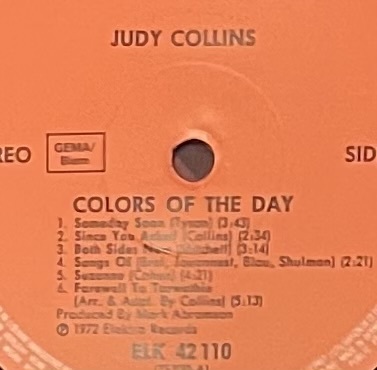 JUDY COLLINS
REO GEMA/ Biem SID
COLORS OF THE DAY
1. Someday Soon (Tyson) (3:43)
2. Since You Asked (Collins) (2:34)
3. Both Sides Now (Mitchell) (3:14)
4. Songs Of (Brel, Jouannest, Blau, Shulman) (2:21)
5. Suzanne (Cohen) (4:21)
6. Farewell To Tarwathie
(Arr. & Adpt. By Collins) (5:13)
Produced By Mark Abramson
℗ 1972 Elektra Records
ELK 42110